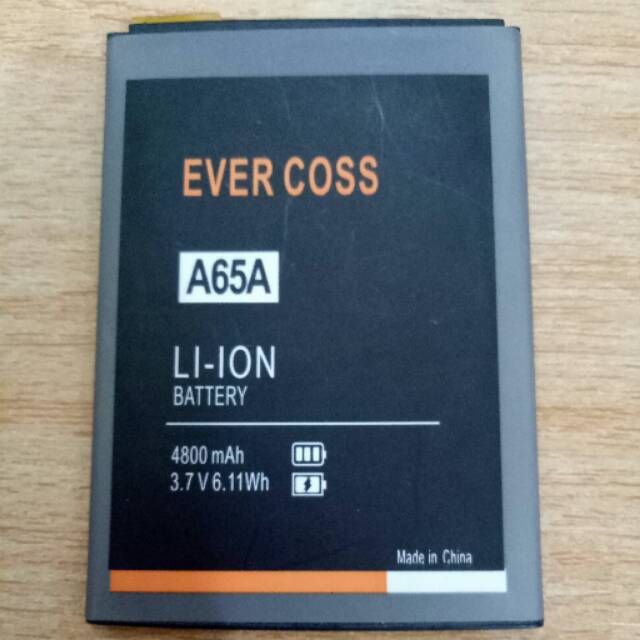 EVER COSS
A65A
LI-ION
BATTERY
4800 mAh
3.7 V 6.11Wh
Made in China